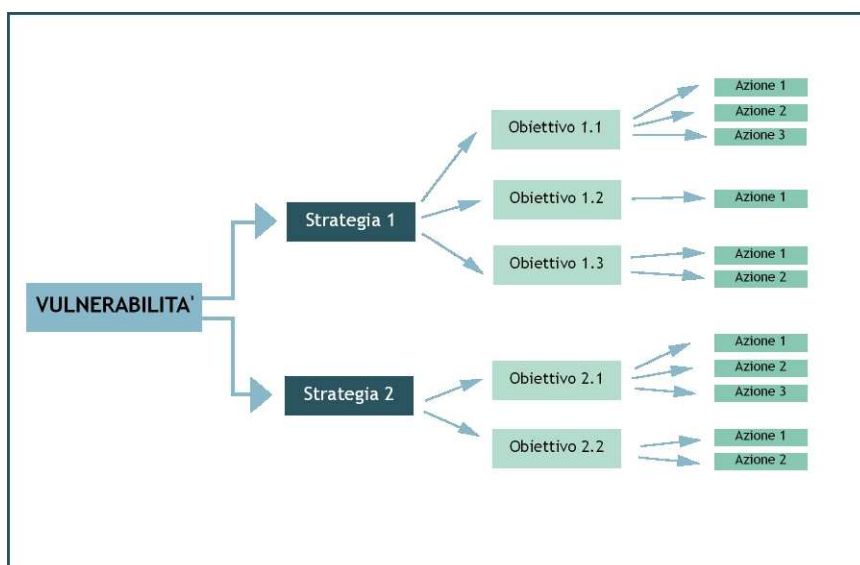 VULNERABILITA'
Strategia 1
Obiettivo 1.1
Azione 1
Azione 2
Azione 3
Obiettivo 1.2
Azione 1
Obiettivo 1.3
Azione 1
Azione 2
Strategia 2
Obiettivo 2.1
Azione 1
Azione 2
Azione 3
Obiettivo 2.2
Azione 1
Azione 2